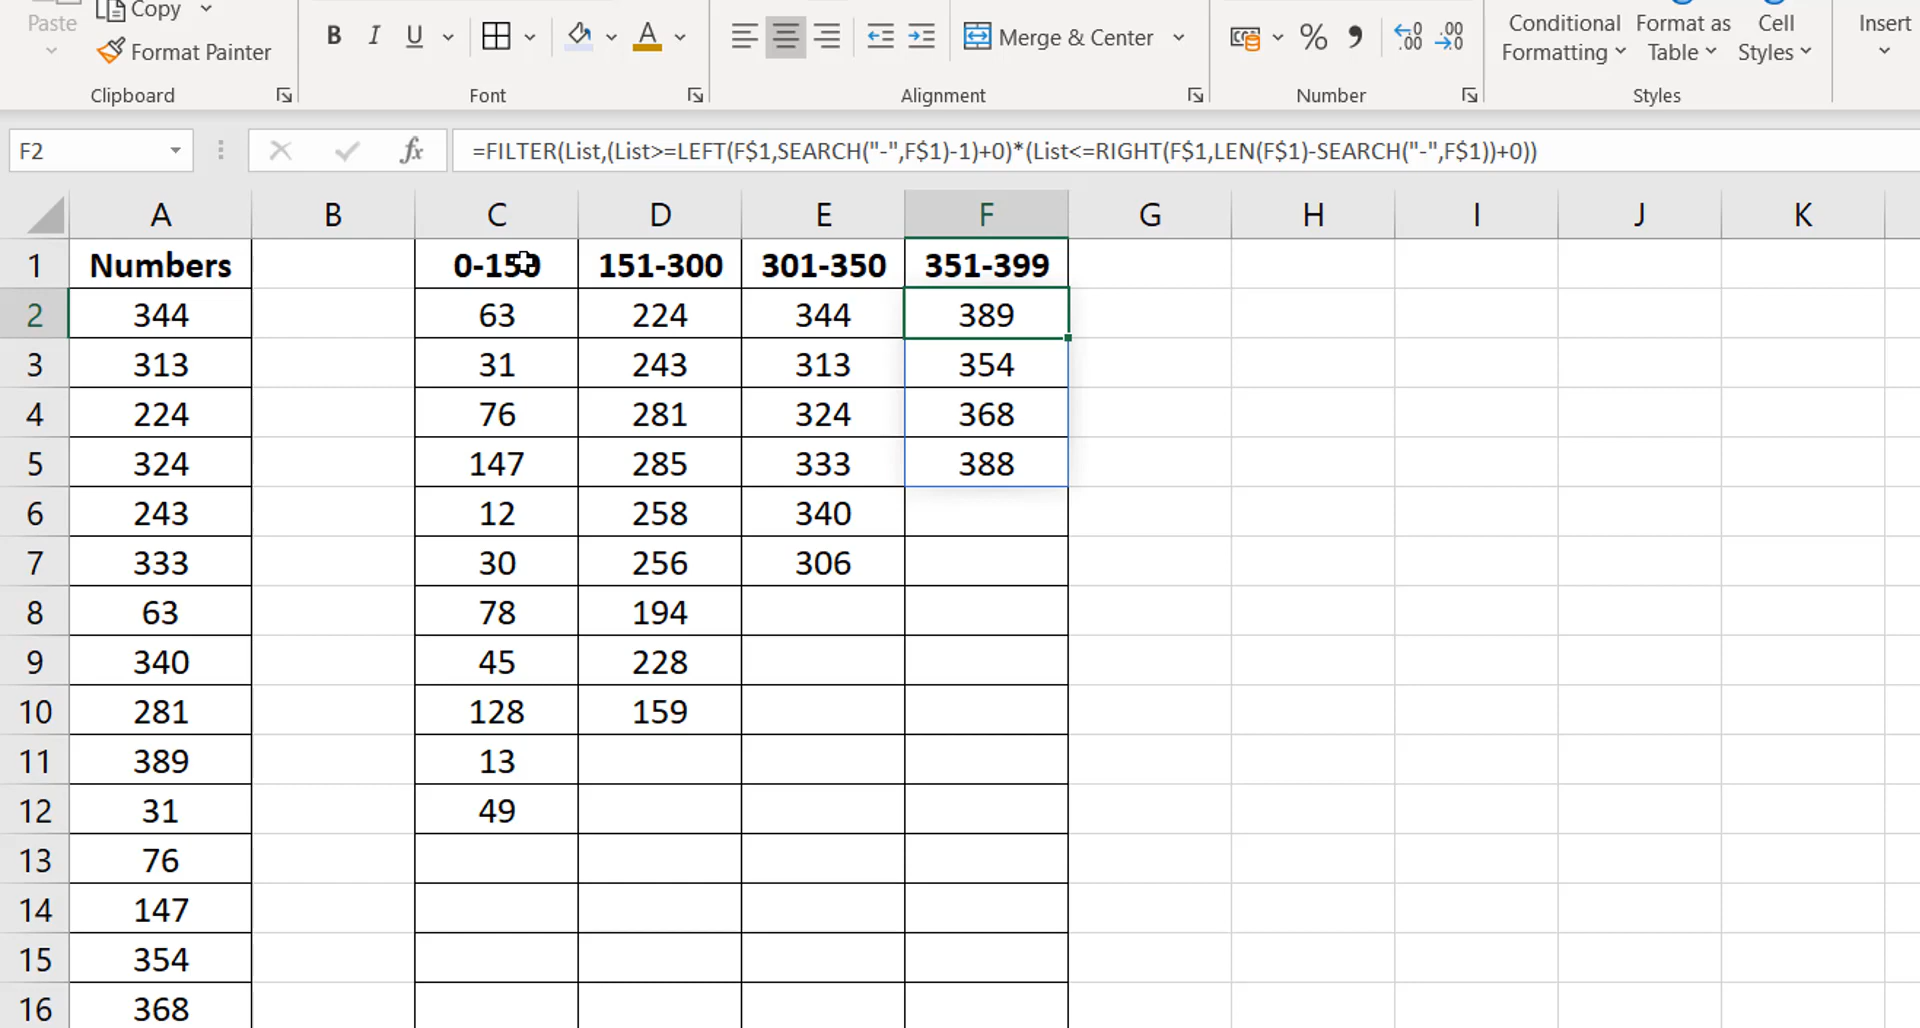 Paste
Copy
Format Painter
Clipboard
B I U
A
Font
Merge & Center
Alignment
% , .00 .00
Number
Conditional Formatting
Format as Table
Cell Styles
Styles
Insert
F2 fx =FILTER(List,(List>=LEFT(F$1,SEARCH("-",F$1)-1)+0)*(List<=RIGHT(F$1,LEN(F$1)-SEARCH("-",F$1))+0))
A B C D E F G H I J K
1 Numbers 0-150 151-300 301-350 351-399
2 344 63 224 344 389
3 313 31 243 313 354
4 224 76 281 324 368
5 324 147 285 333 388
6 243 12 258 340
7 333 30 256 306
8 63 78 194
9 340 45 228
10 281 128 159
11 389 13
12 31 49
13 76
14 147
15 354
16 368